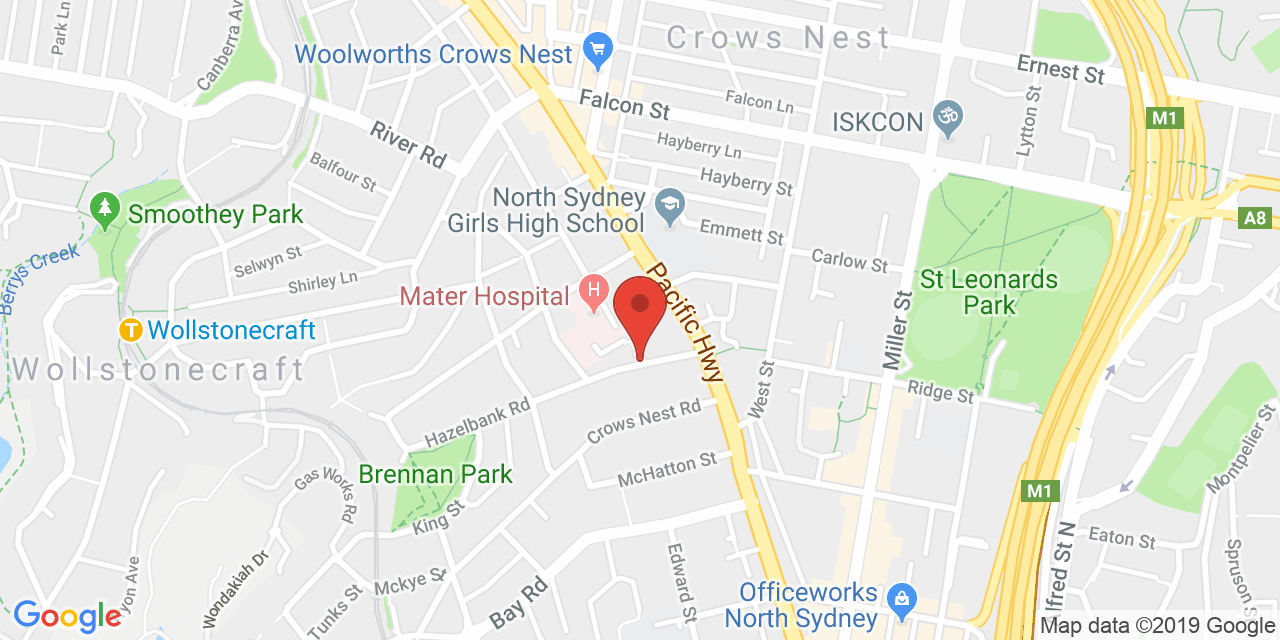 Park Ln
Canberra Av
Woolworths Crows Nest
Crows Nest
Ernest St
Falcon St
Falcon Ln
Lytton St
M1
ISKCON
River Rd
Hayberry Ln
Balfour St
Hayberry St
Smoothey Park
North Sydney
Girls High School
A8
Emmett St
Berrys Creek
Selwyn St
Carlow St
Shirley Ln
St Leonards
Park
Mater Hospital
H
Pacific Hwy
Miller St
T
Wollstonecraft
Wollstonecraft
Ridge St
West St
Hazelbank Rd
Crows Nest Rd
Montpelier St
Brennan Park
McHatton St
Gas Works Rd
M1
King St
Eaton St
Mckye St
Wondakiah Dr
yon Ave
Tunks St
Bay Rd
Edward St
Spruson S
lfred St N
Officeworks
North Sydney
Google
Map data ©2019 Google